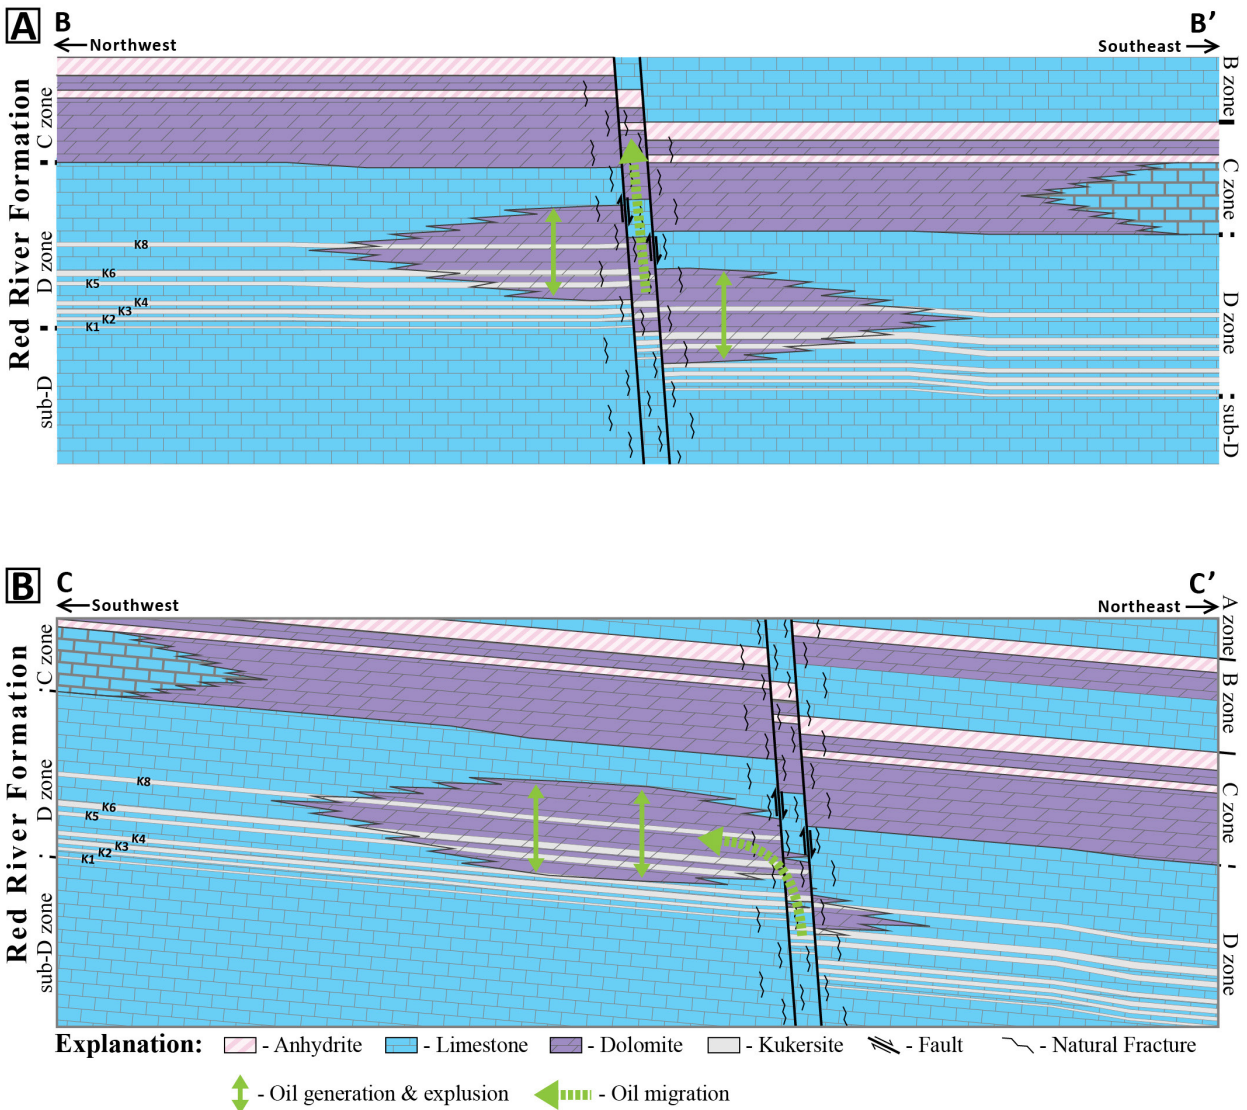 A B B’
Northwest Southeast
Red River Formation
C zone
D zone
sub-D
K8
K6
K5
K4
K3
K2
K1
B zone
C zone
D zone
sub-D
B C C’
Southwest Northeast
Red River Formation
C zone
D zone
sub-D zone
K8
K6
K5
K4
K3
K2
K1
A zone
B zone
C zone
D zone
Explanation: - Anhydrite - Limestone - Dolomite - Kukersite - Fault - Natural Fracture
- Oil generation & explusion - Oil migration